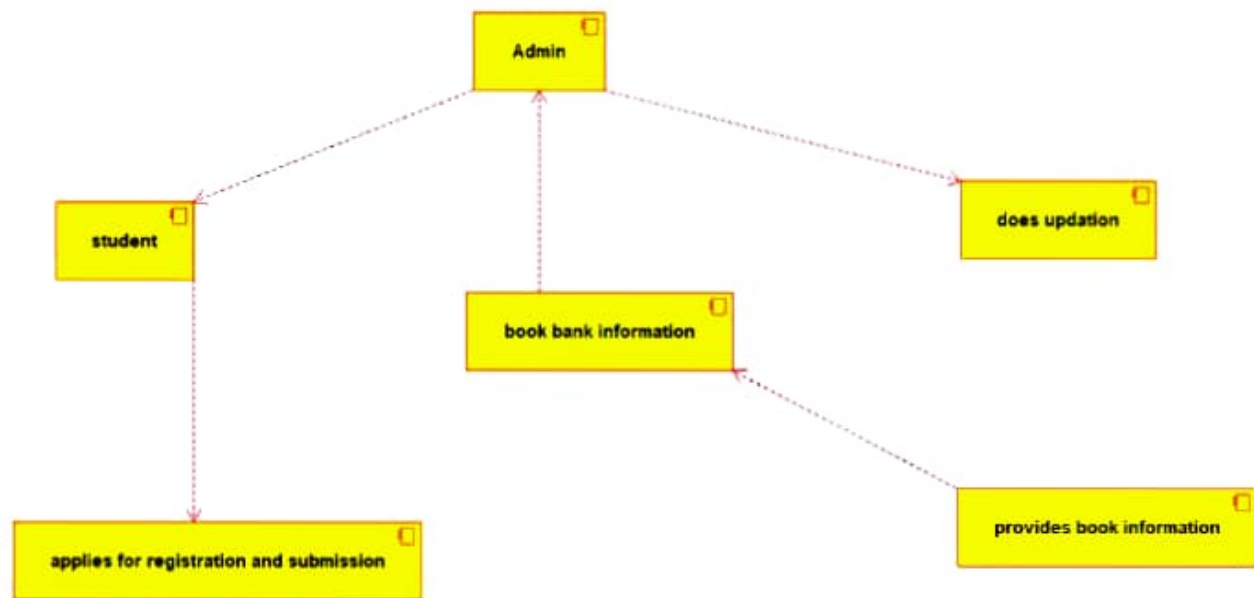 Admin
does updation
student
book bank information
provides book information
applies for registration and submission